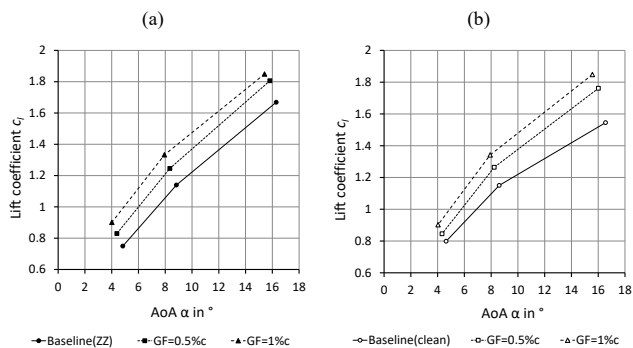 (a)
(b)
Lift coefficient cl
2
1.8
1.6
1.4
1.2
1
0.8
0.6
0 2 4 6 8 10 12 14 16 18
AoA α in °
Baseline(ZZ) GF=0.5%c GF=1%c
Lift coefficient cl
2
1.8
1.6
1.4
1.2
1
0.8
0.6
0 2 4 6 8 10 12 14 16 18
AoA α in °
Baseline(clean) GF=0.5%c GF=1%c